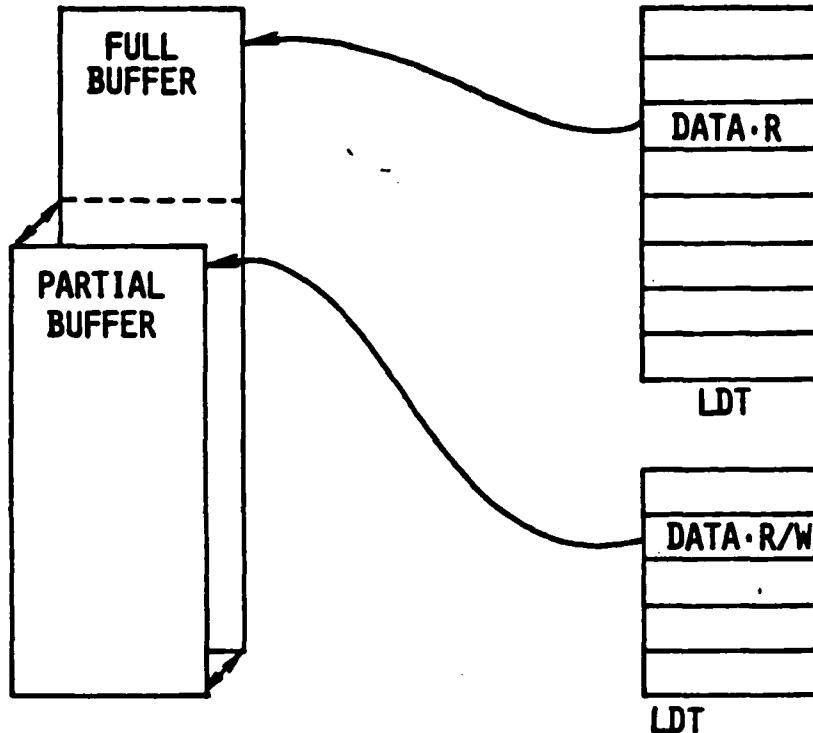 FULL
BUFFER
DATA·R
PARTIAL
BUFFER
LDT
DATA·R/W
LDT